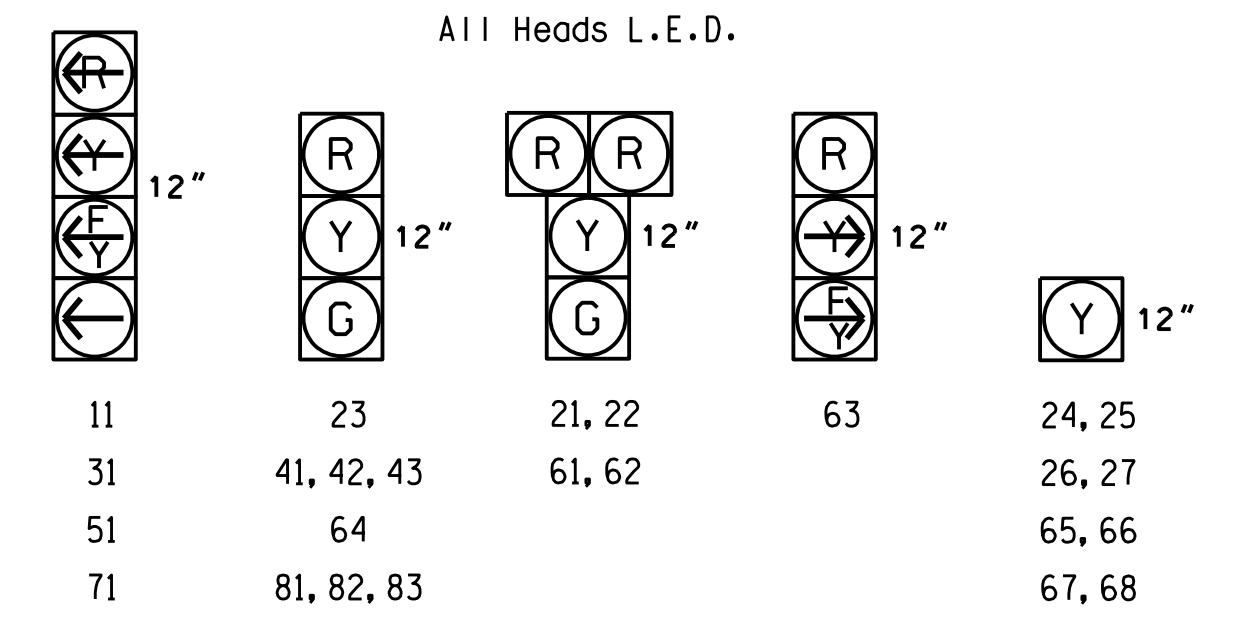 All Heads L.E.D.
R
Y 12"
F
Y
R
Y 12"
G
R R
Y 12"
G
R
Y 12"
F
Y
Y 12"
11 23 21, 22 63 24, 25
31 41, 42, 43 61, 62 26, 27
51 64 65, 66
71 81, 82, 83 67, 68